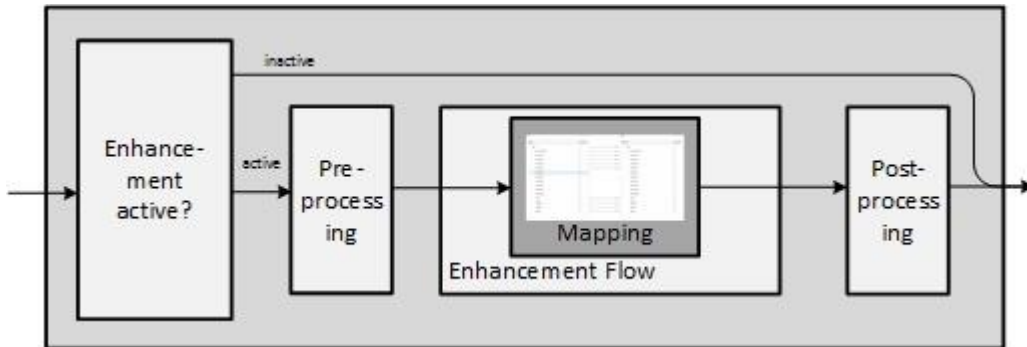 inactive
Enhance-
ment
active?
active
Pre-
process
ing
Mapping
Enhancement Flow
Post-
process
ing